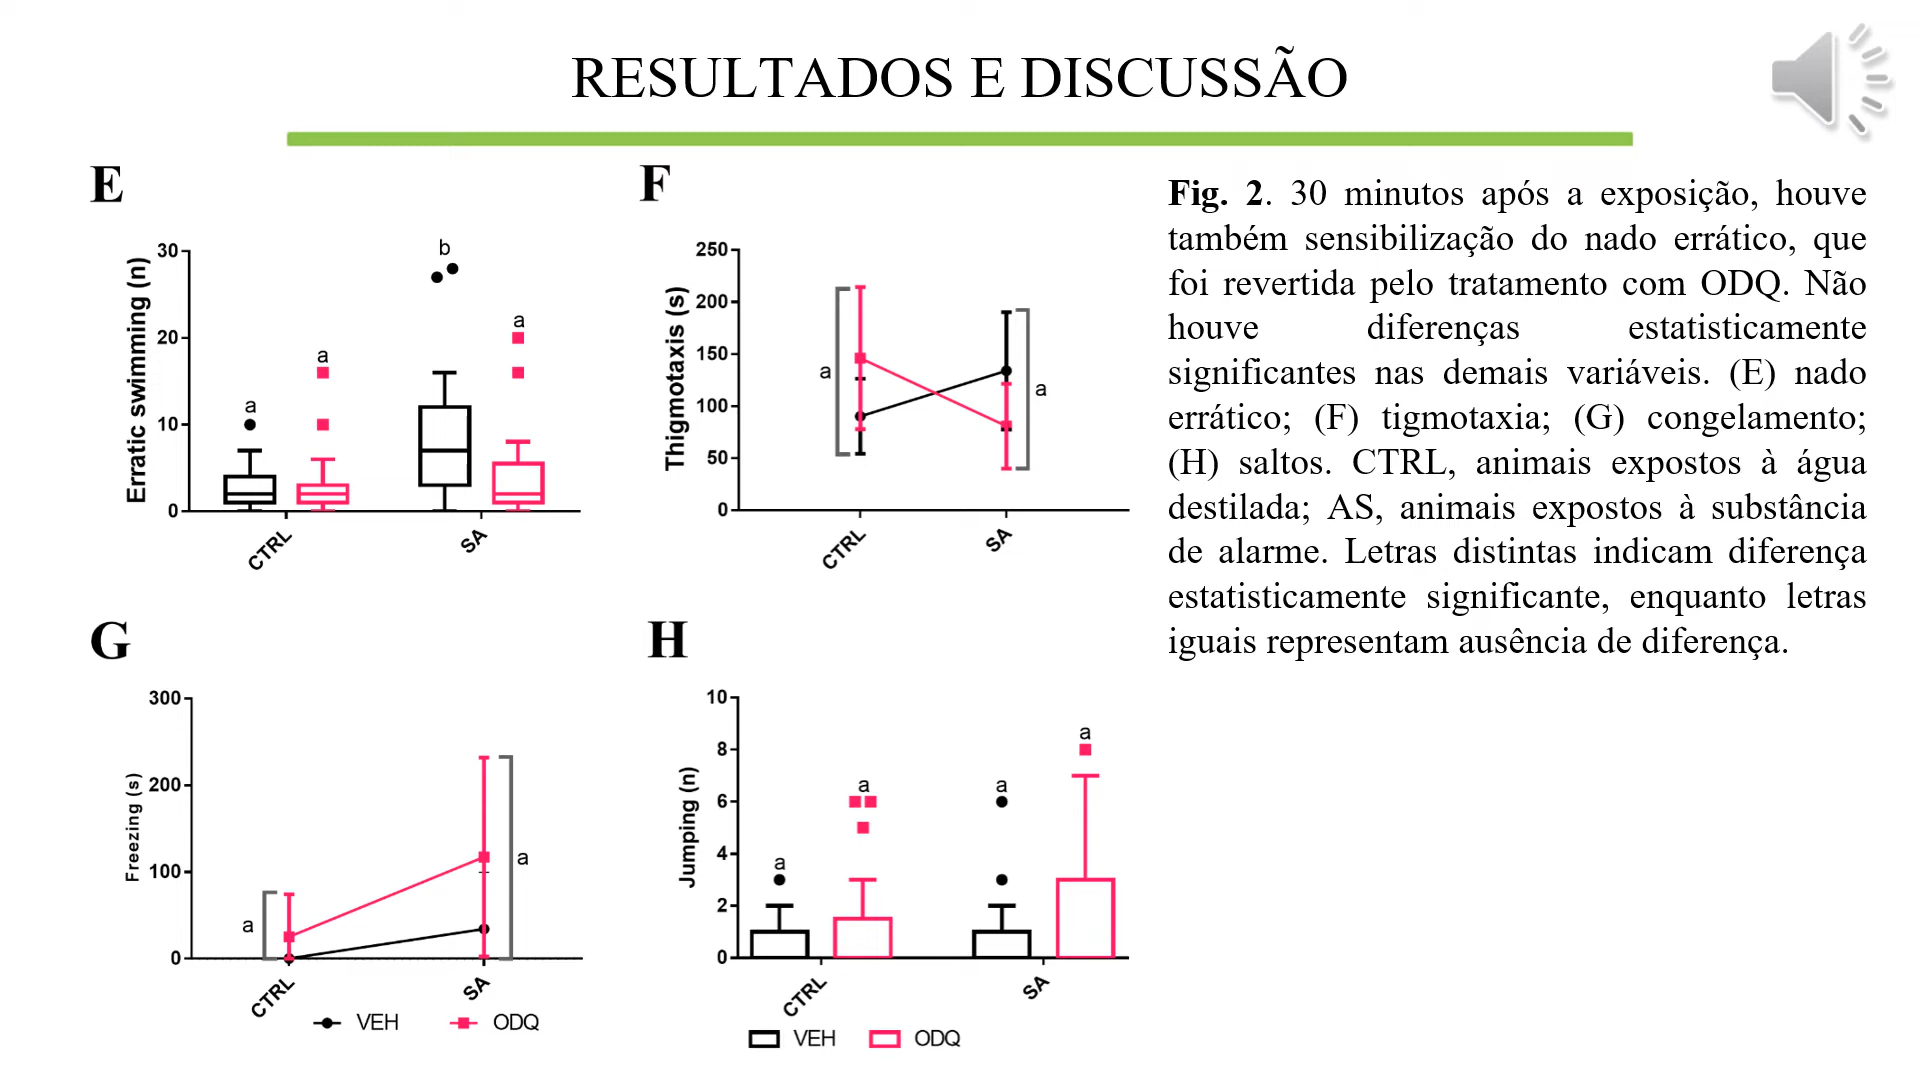 RESULTADOS E DISCUSSÃO
E
30
20
10
0
Erratic swimming (n)
a
a
b
a
CTRL
SA
F
250
200
150
100
50
0
Thigmotaxis (s)
a
a
CTRL
SA
Fig. 2. 30 minutos após a exposição, houve
também sensibilização do nado errático, que
foi revertida pelo tratamento com ODQ. Não
houve diferenças estatisticamente
significantes nas demais variáveis. (E) nado
errático; (F) tigmotaxia; (G) congelamento;
(H) saltos. CTRL, animais expostos à água
destilada; AS, animais expostos à substância
de alarme. Letras distintas indicam diferença
estatisticamente significante, enquanto letras
iguais representam ausência de diferença.
G
300
200
100
0
Freezing (s)
a
a
CTRL
SA
VEH
ODQ
H
10
8
6
4
2
0
Jumping (n)
a
a
a
a
CTRL
SA
VEH
ODQ